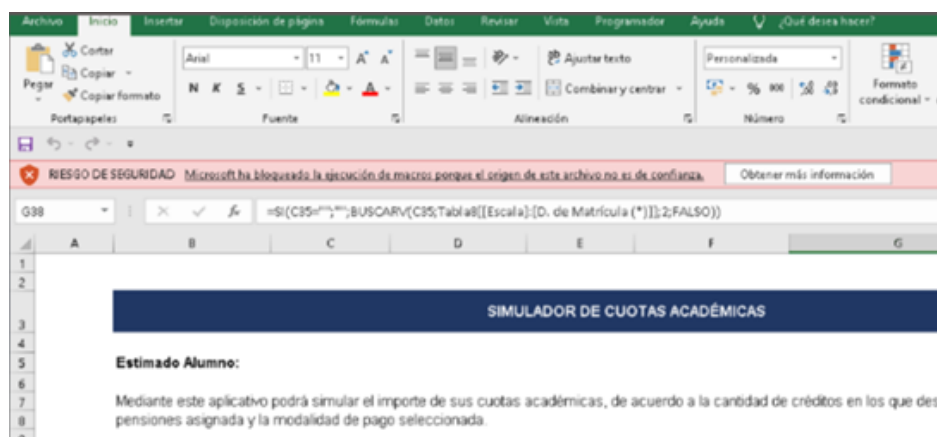 Archivo Inicio Insertar Disposición de página Fórmulas Datos Revisar Vista Programador Ayuda ¿Qué desea hacer?
Cortar
Copiar
Copiar formato
Pegar
Portapapeles
Arial 11 A A
N K S A
Fuente
Ajustar texto
Combinar y centrar
Alineación
Personalizada
% 000
Número
Formato
condicional
RIESGO DE SEGURIDAD Microsoft ha bloqueado la ejecución de macros porque el origen de este archivo no es de confianza. Obtener más información
G38 fx =SI(C35="";"";BUSCARV(C35;Tabla8[[Escala]:[D. de Matrícula (*)]];2;FALSO))
A B C D E F G
1
2
3 SIMULADOR DE CUOTAS ACADÉMICAS
4
5 Estimado Alumno:
6
7 Mediante este aplicativo podrá simular el importe de sus cuotas académicas, de acuerdo a la cantidad de créditos en los que des
8 pensiones asignada y la modalidad de pago seleccionada.